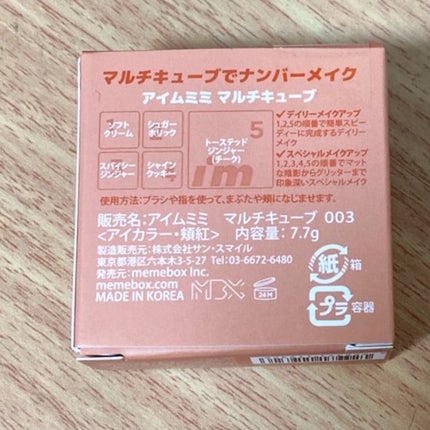 マルチキューブでナンバーメイク
アイムミミ マルチキューブ
ソフト
クリーム
シュガー
ホリック
スパイシー
ジンジャー
シャイン
クッキー
5
トーステッド
ジンジャー
(チーク)
im
✓デイリーメイクアップ
1,2,5の順番で簡単スピー
ディーに完成するデイリー
メイク
✓スペシャルメイクアップ
1,2,3,4,5の順番でマット
な陰影からグリッターまで
印象深いスペシャルメイク
使用方法:ブラシや指を使って、まぶたや頬になじませます。
販売名:アイムミミ マルチキューブ 003
<アイカラー・頬紅> 内容量:7.7g
製造販売元:株式会社サン・スマイル
東京都港区六本木3-5-27 Tel:03-6672-6480
発売元:memebox Inc.
memebox.com
MADE IN KOREA
MBX
24M
紙
箱
プラ
容器